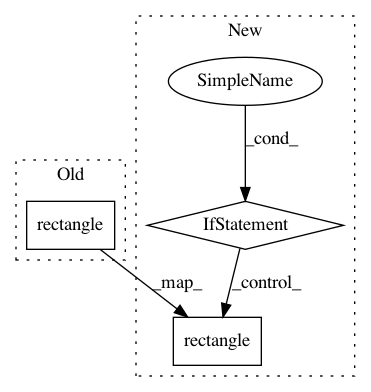 New
SimpleName
_cond_
Old
rectangle
IfStatement
_map_
_control_
rectangle